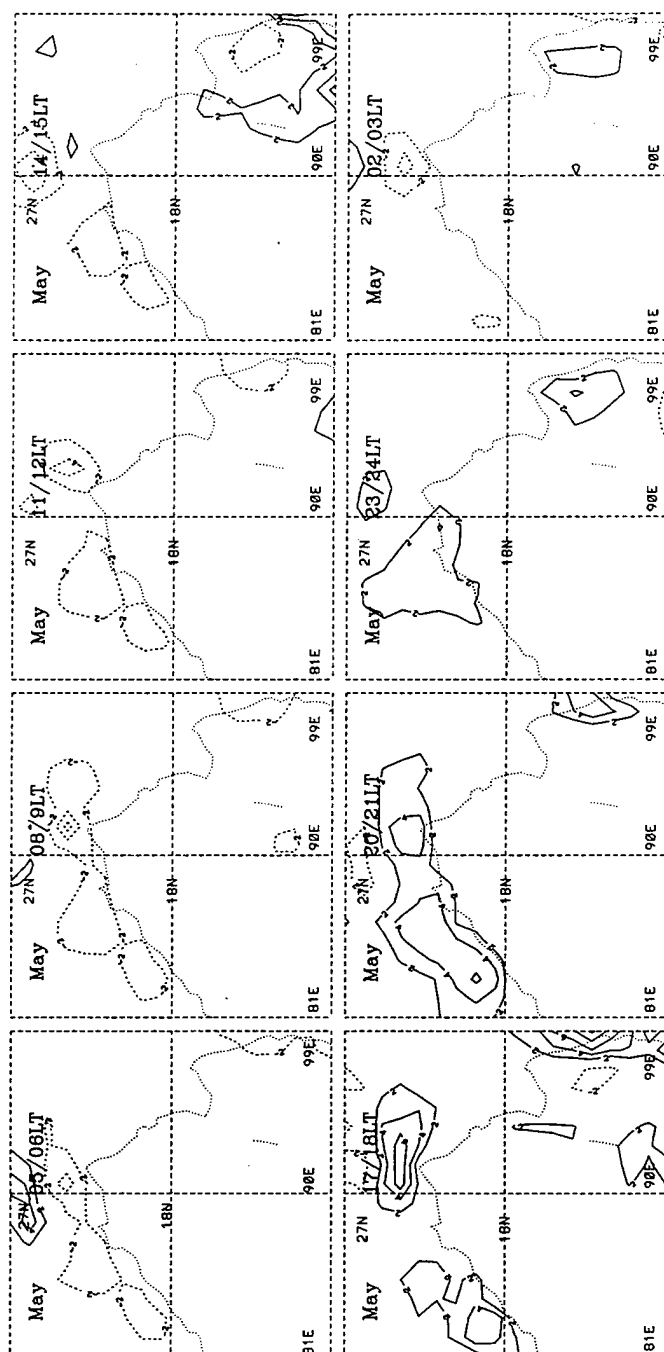 May 27N 05/06LT
18N
81E 90E 99E
May 27N 08/9LT
18N
81E 90E 99E
May 27N 11/12LT
18N
81E 90E 99E
May 27N 14/15LT
18N
81E 90E 99E
May 27N 17/18LT
18N
81E 90E 99E
May 27N 20/21LT
18N
81E 90E 99E
May 27N 23/24LT
18N
81E 90E 99E
May 27N 02/03LT
18N
81E 90E 99E